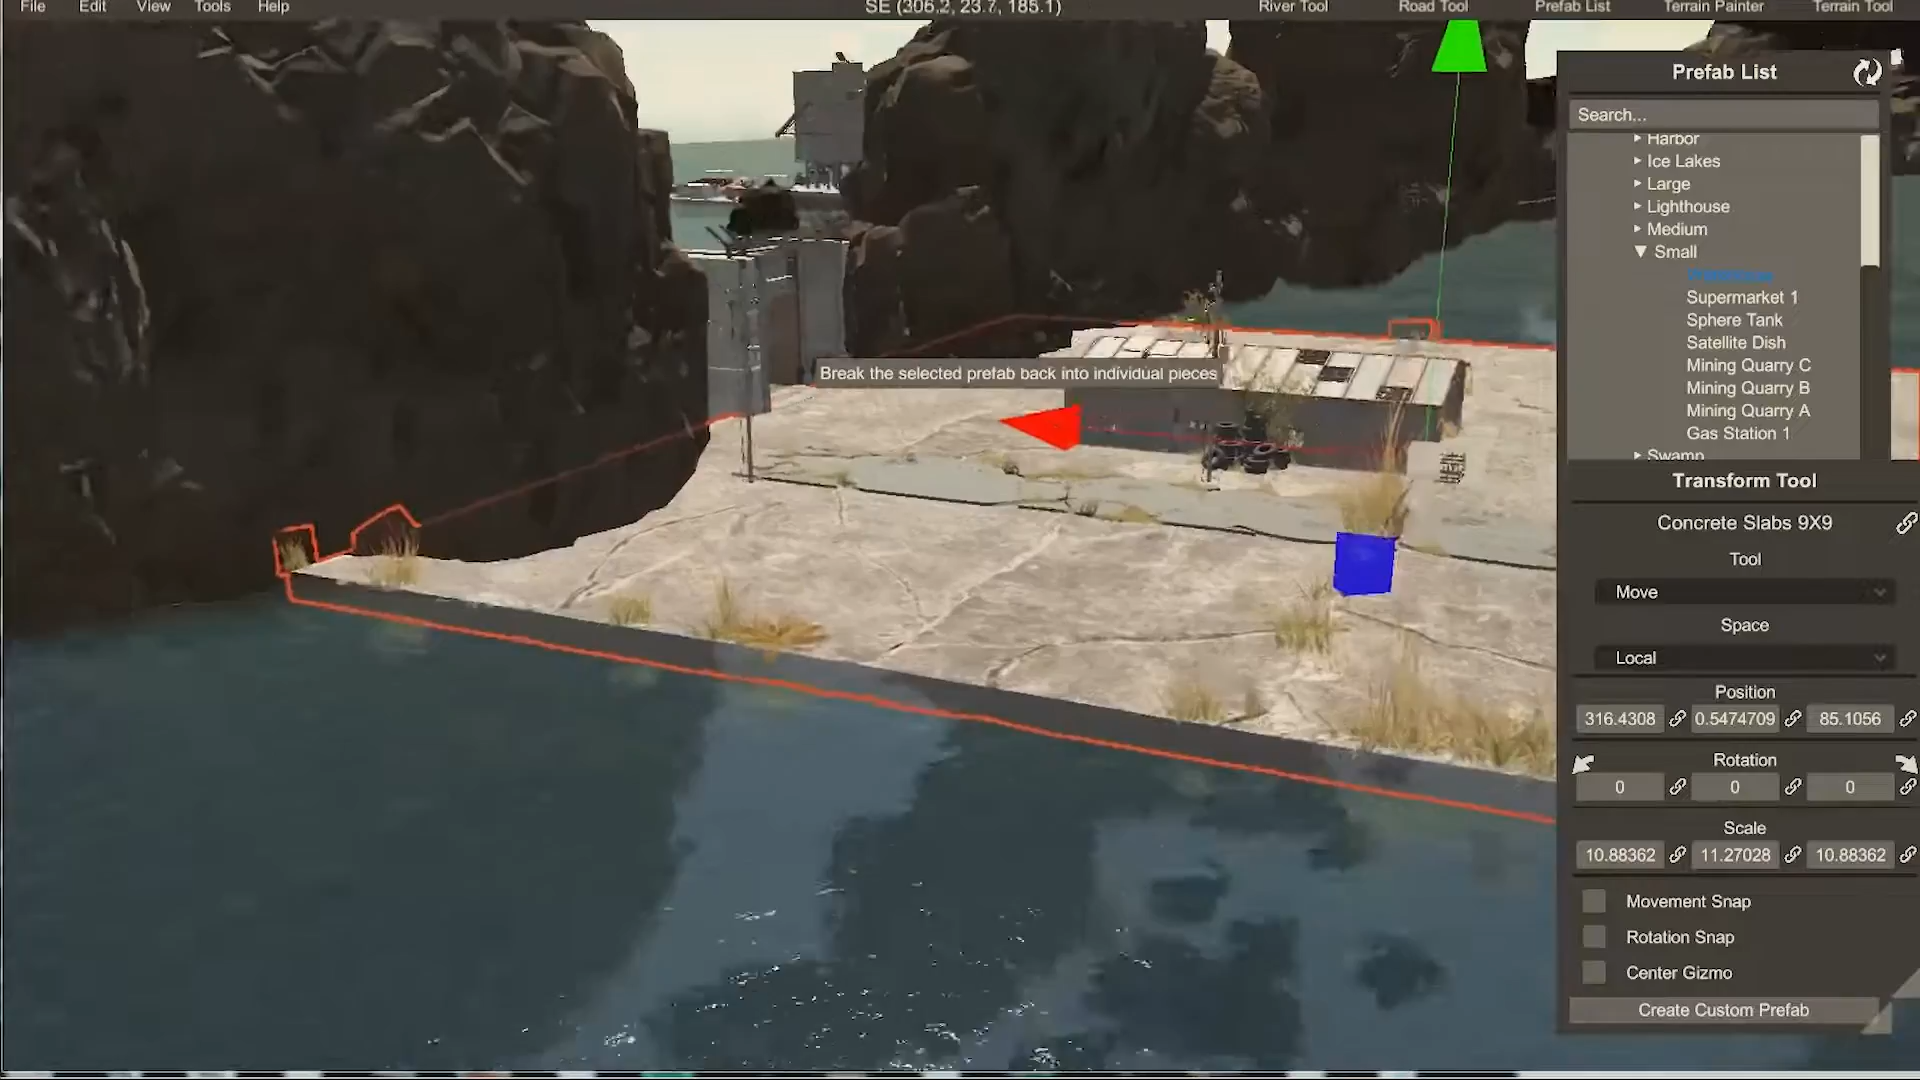 File Edit View Tools Help SE (306.2, 23.7, 185.1) River Tool Road Tool Prefab List Terrain Painter Terrain Tool
Prefab List
Search...
Harbor
Ice Lakes
Large
Lighthouse
Medium
Small
Supermarket 1
Sphere Tank
Satellite Dish
Mining Quarry C
Mining Quarry B
Mining Quarry A
Gas Station 1
Swamp
Break the selected prefab back into individual pieces
Transform Tool
Concrete Slabs 9X9
Tool
Move
Space
Local
Position
316.4308 0.5474709 85.1056
Rotation
0 0 0
Scale
10.88362 11.27028 10.88362
Movement Snap
Rotation Snap
Center Gizmo
Create Custom Prefab